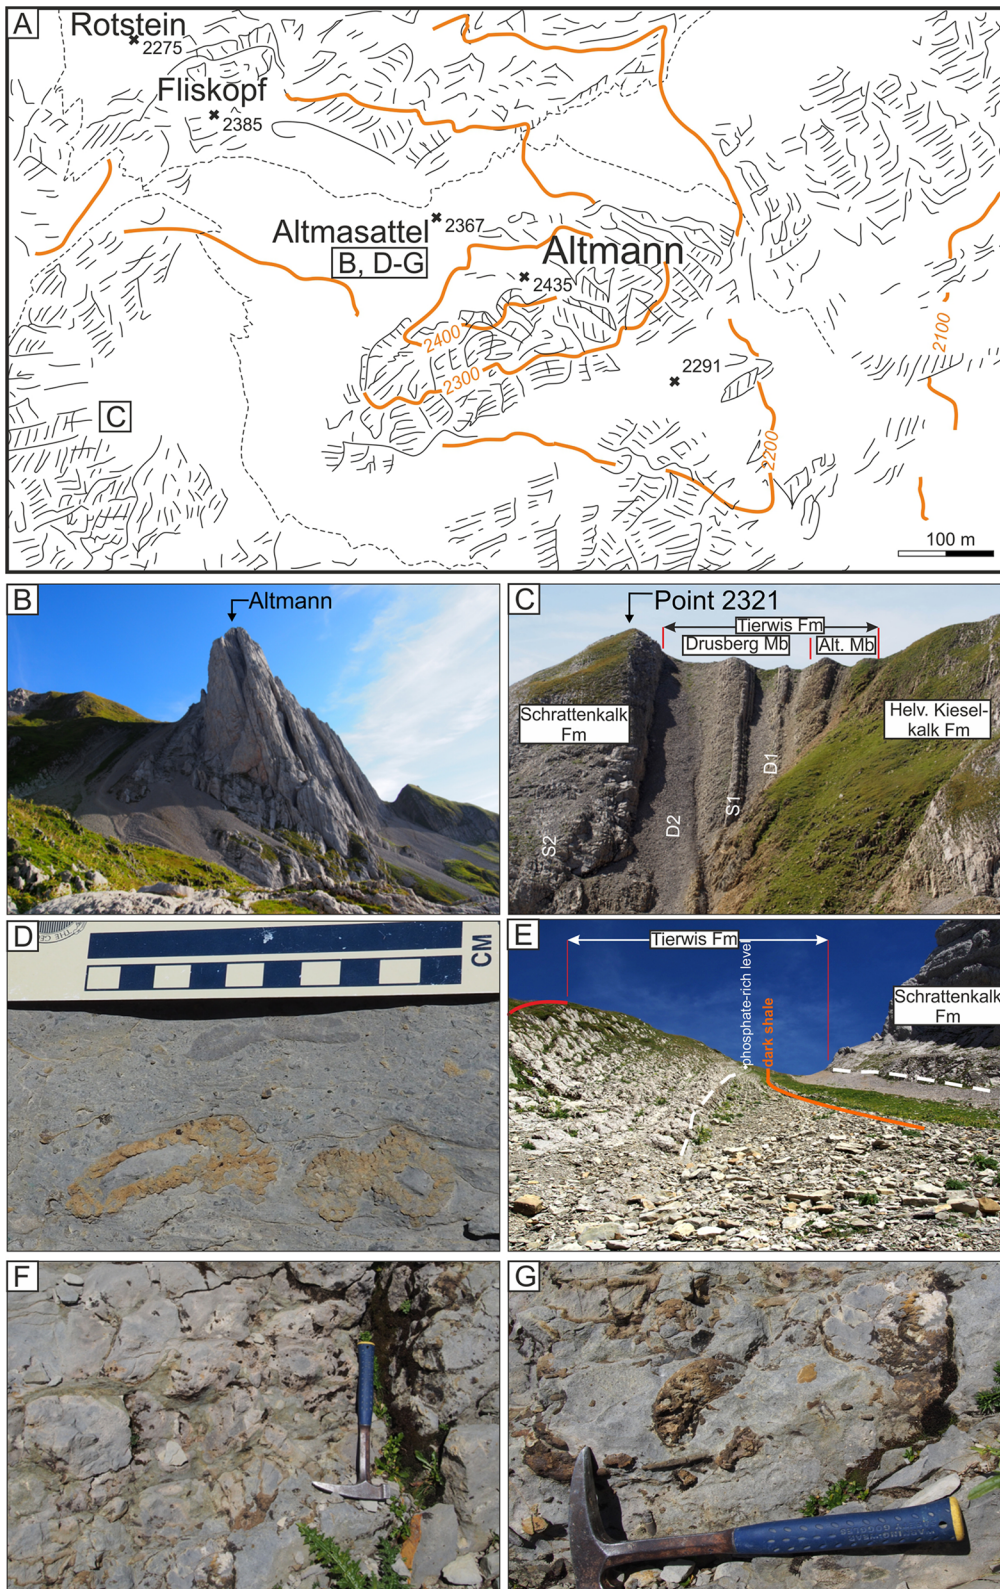 A
Rotstein
2275
Fliskopf
2385
Altmasattel
2367
B, D-G
Altmann
2435
2400
2300
2291
2200
2100
C
100 m
B
Altmann
C
Point 2321
Tierwis Fm
Drusberg Mb
Alt. Mb
Schrattenkalk
Fm
Helv. Kiesel-
kalk Fm
S2
D2
S1
D1
D
CM
E
Tierwis Fm
phosphate-rich level
dark shale
Schrattenkalk
Fm
F
G